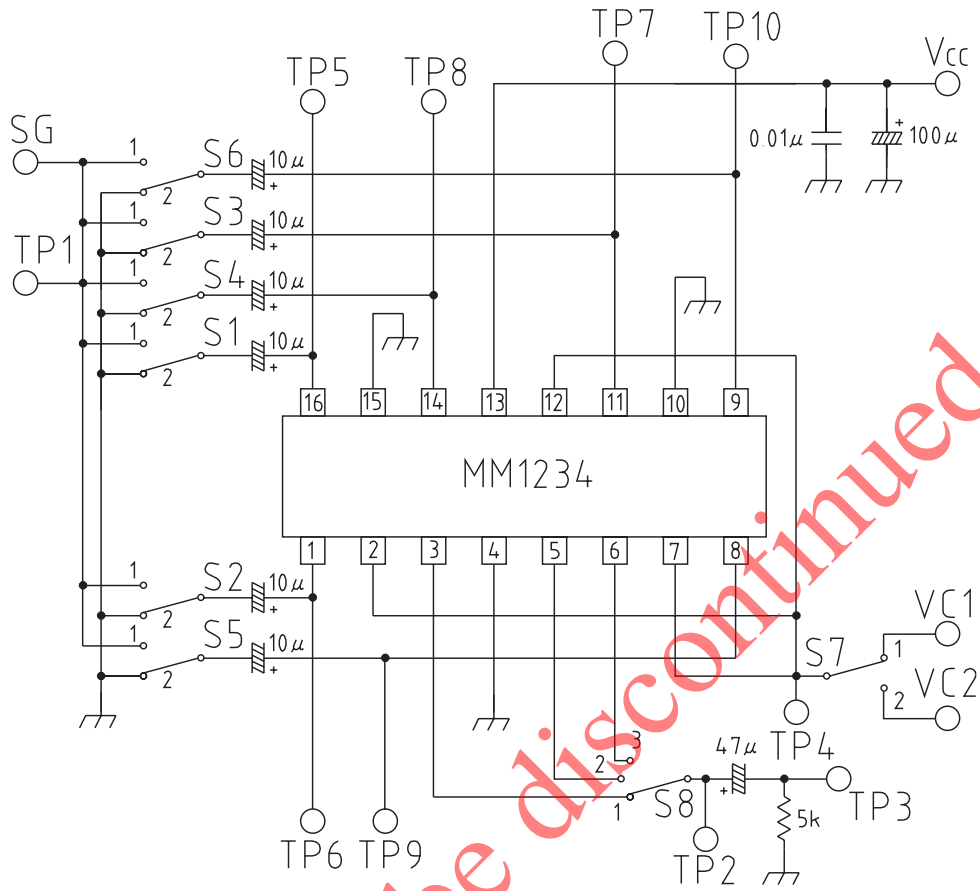 TP7 TP10
Vcc
TP5 TP8
0.01μ + 100μ
SG
1 S6 10μ
2 +
1 S3 10μ
TP1
2 +
1 S4 10μ
2 +
1 S1 10μ
2 +
16 15 14 13 12 11 10 9
MM1234
1 2 3 4 5 6 7 8
1 S2 10μ
2 +
1 S5 10μ
2 +
VC1
S7 1
2 VC2
TP4
3
2 47μ
1 S8 +
TP3
5k
TP6 TP9 TP2
be discontinued